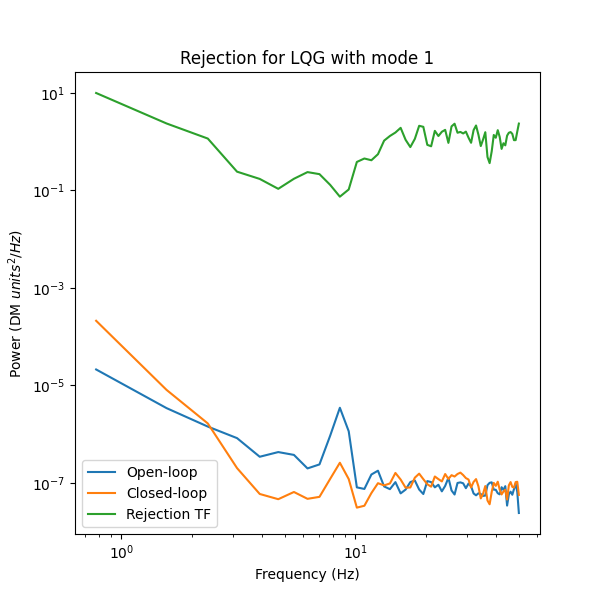 Rejection for LQG with mode 1
Power (DM units²/Hz)
10¹
10⁻¹
10⁻³
10⁻⁵
10⁻⁷
Open-loop
Closed-loop
Rejection TF
10⁰ 10¹
Frequency (Hz)